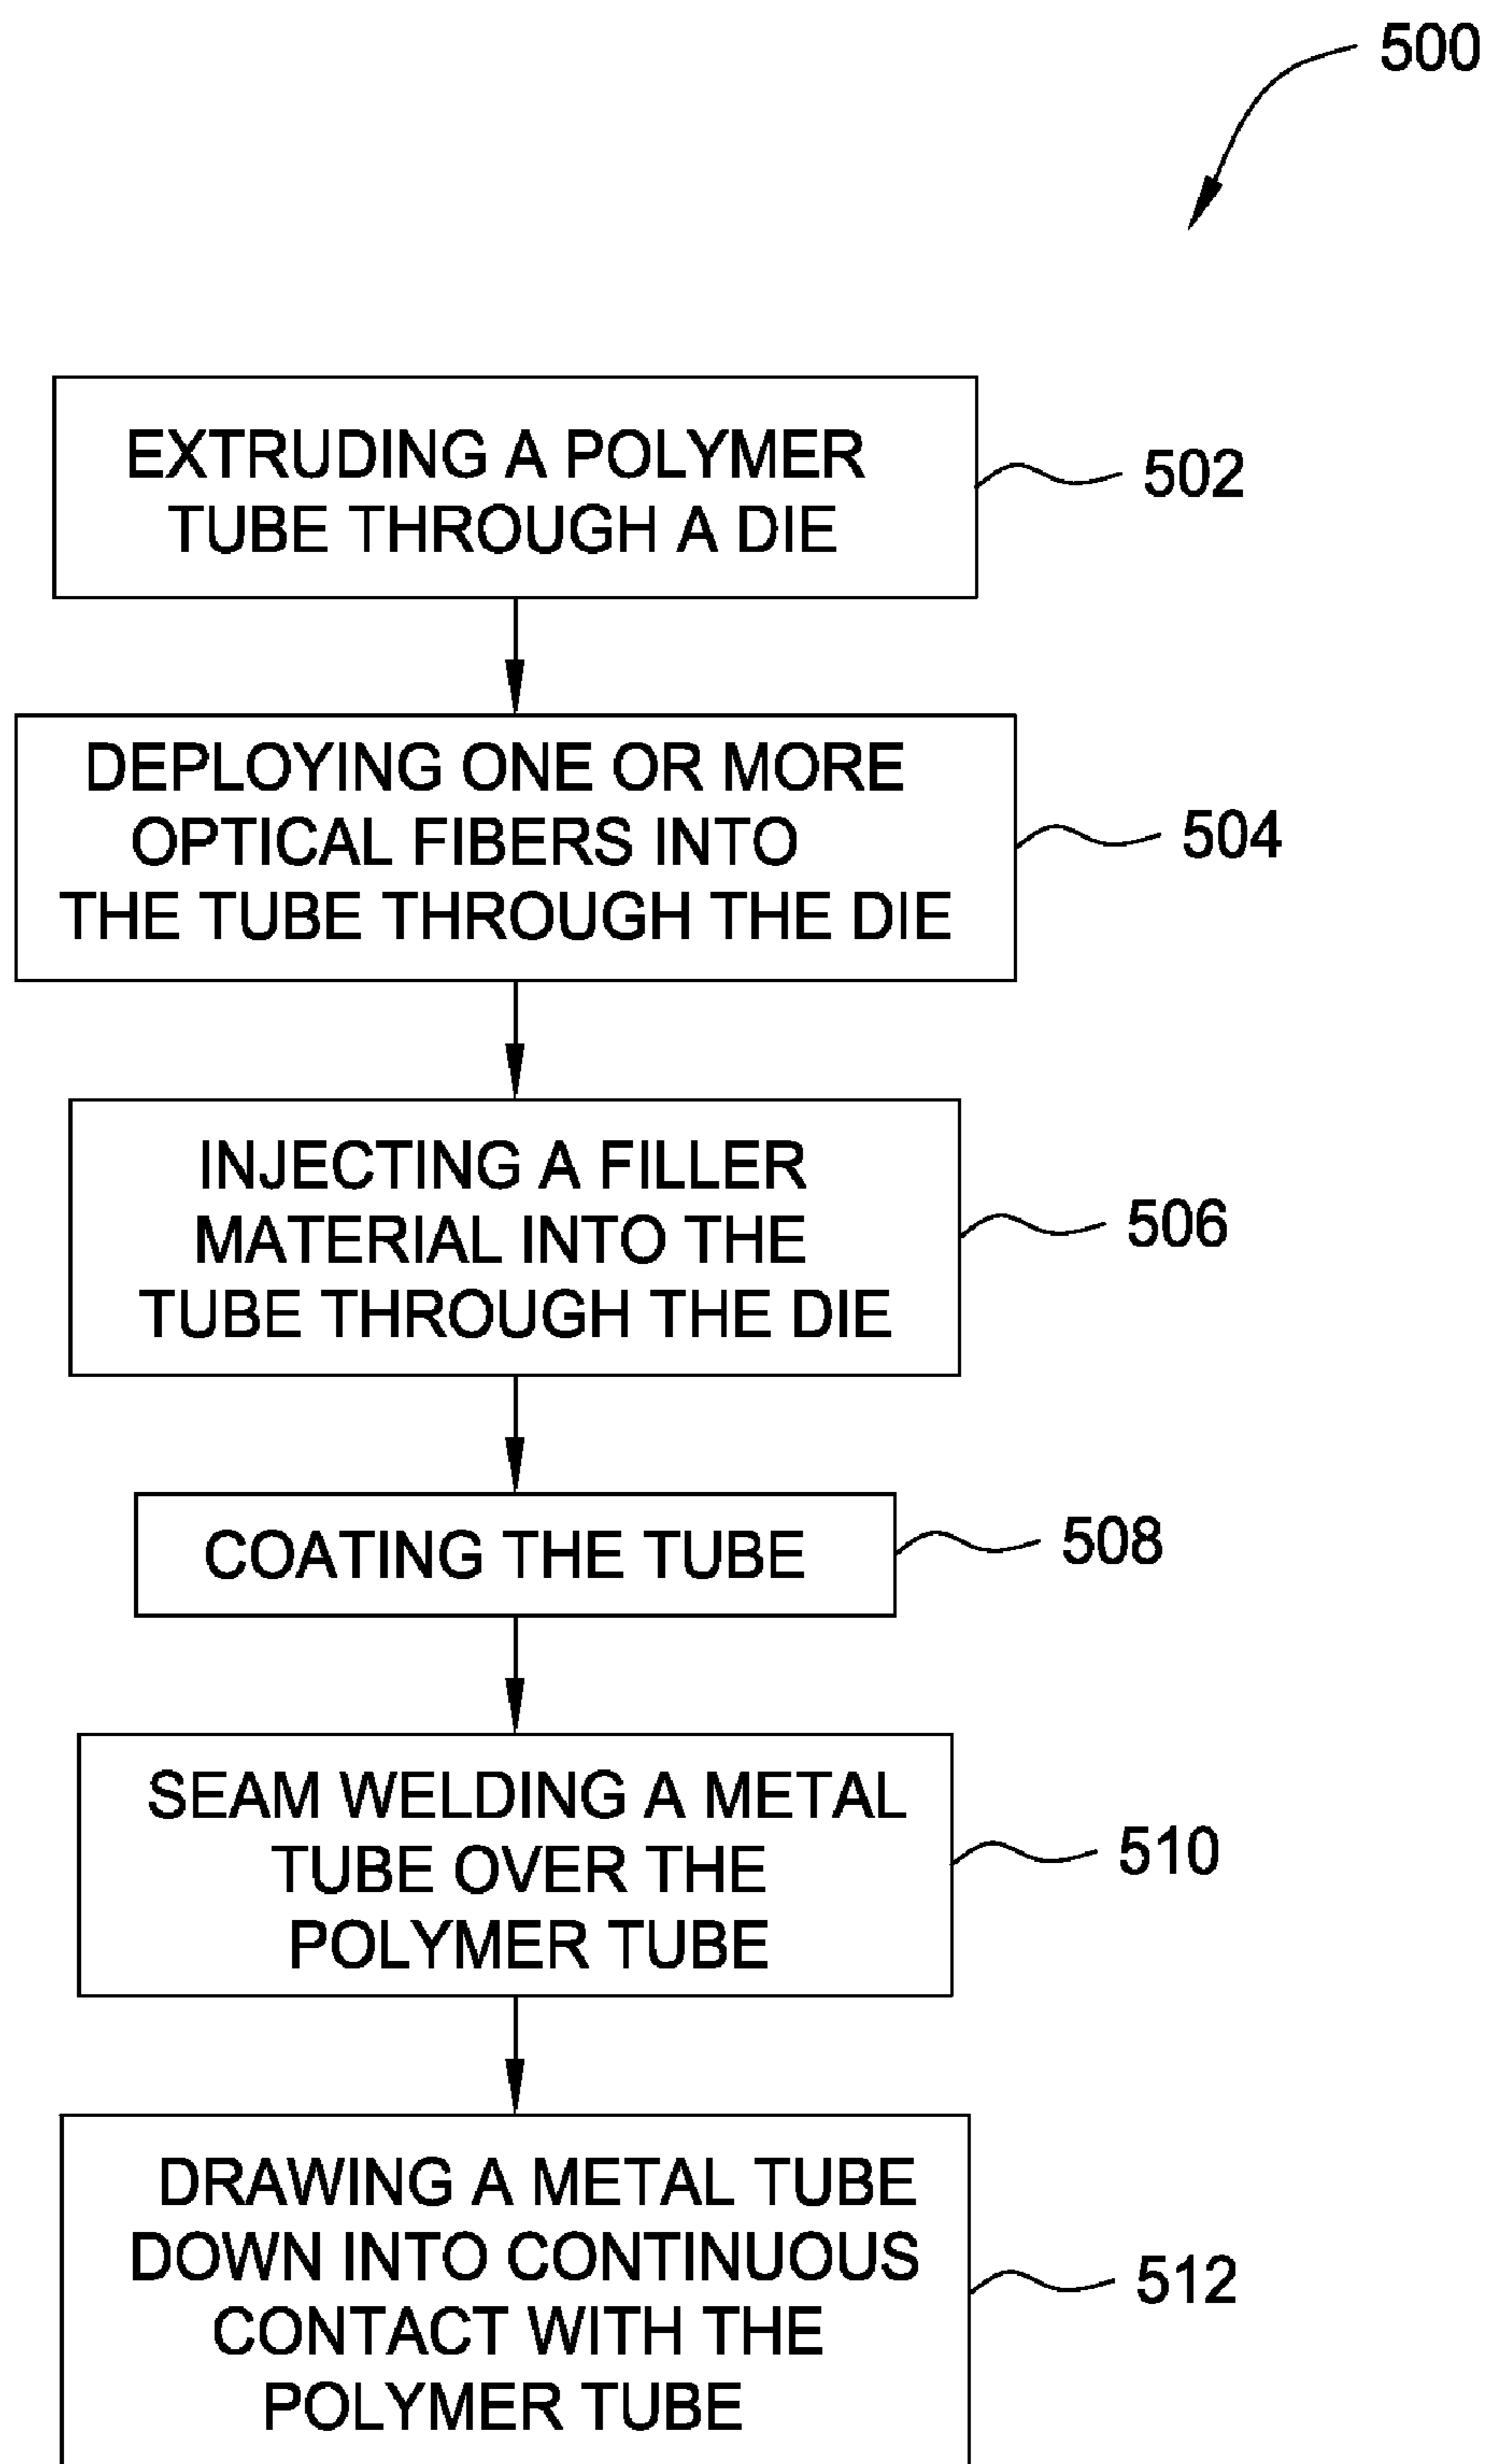 500
EXTRUDING A POLYMER
TUBE THROUGH A DIE
502
DEPLOYING ONE OR MORE
OPTICAL FIBERS INTO
THE TUBE THROUGH THE DIE
504
INJECTING A FILLER
MATERIAL INTO THE
TUBE THROUGH THE DIE
506
COATING THE TUBE
508
SEAM WELDING A METAL
TUBE OVER THE
POLYMER TUBE
510
DRAWING A METAL TUBE
DOWN INTO CONTINUOUS
CONTACT WITH THE
POLYMER TUBE
512